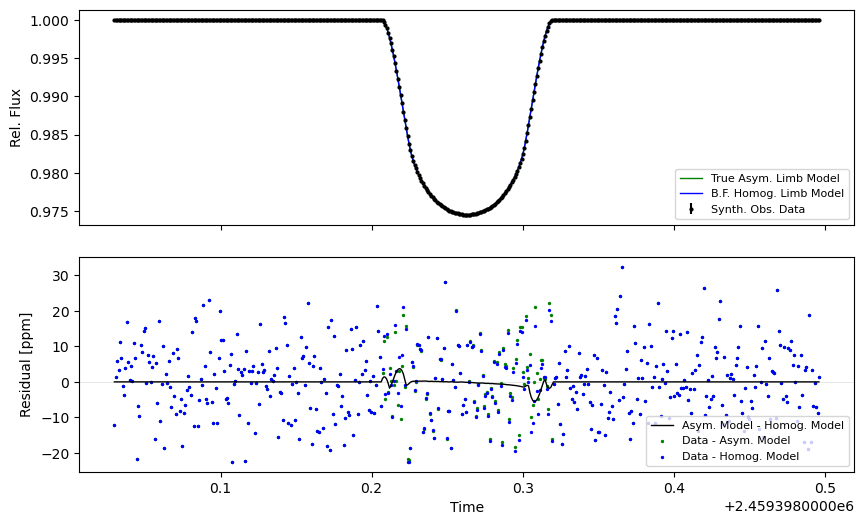 1.000
0.995
0.990
0.985
0.980
0.975
Rel. Flux
True Asym. Limb Model
B.F. Homog. Limb Model
Synth. Obs. Data
30
20
10
0
−10
−20
Residual [ppm]
Asym. Model - Homog. Model
Data - Asym. Model
Data - Homog. Model
0.1 0.2 0.3 0.4 0.5
Time
+2.4593980000e6